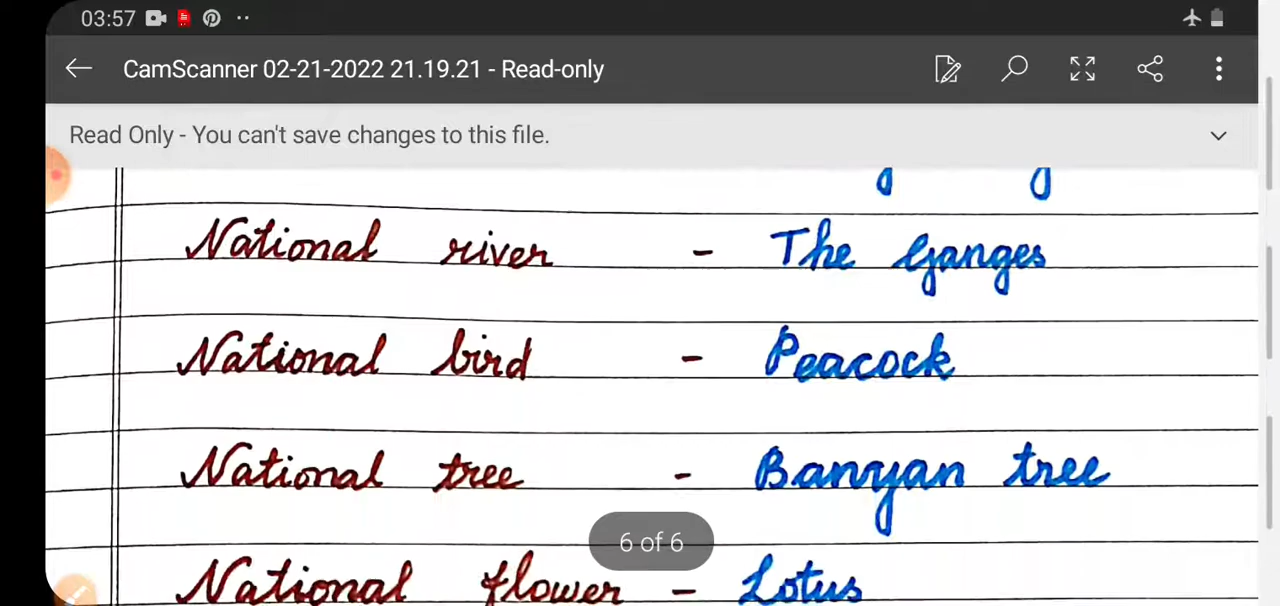 03:57
CamScanner 02-21-2022 21.19.21 - Read-only
Read Only - You can't save changes to this file.
National river - The Ganges
National bird - Peacock
National tree - Banyan tree
6 of 6
National flower - Lotus